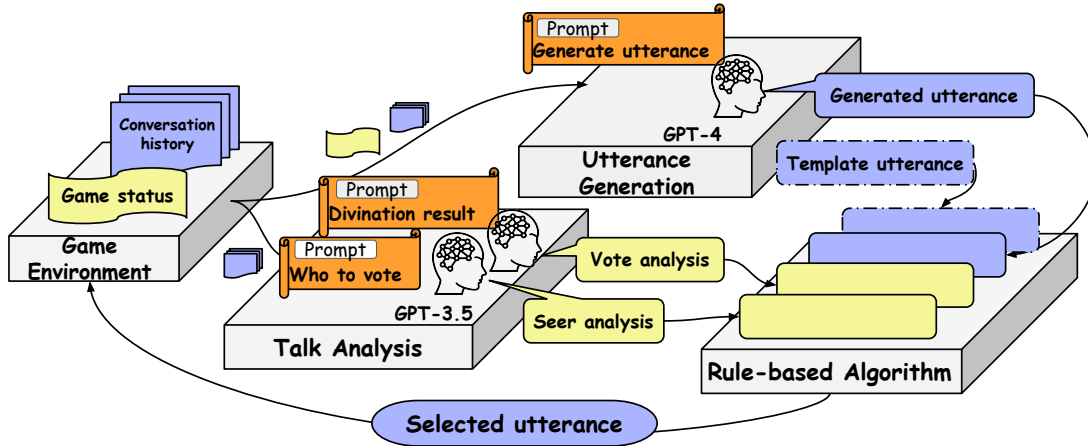 Prompt
Generate utterance
Generated utterance
GPT-4
Utterance
Generation
Template utterance
Conversation
history
Game status
Game
Environment
Prompt
Divination result
Prompt
Who to vote
GPT-3.5
Talk Analysis
Vote analysis
Seer analysis
Rule-based Algorithm
Selected utterance